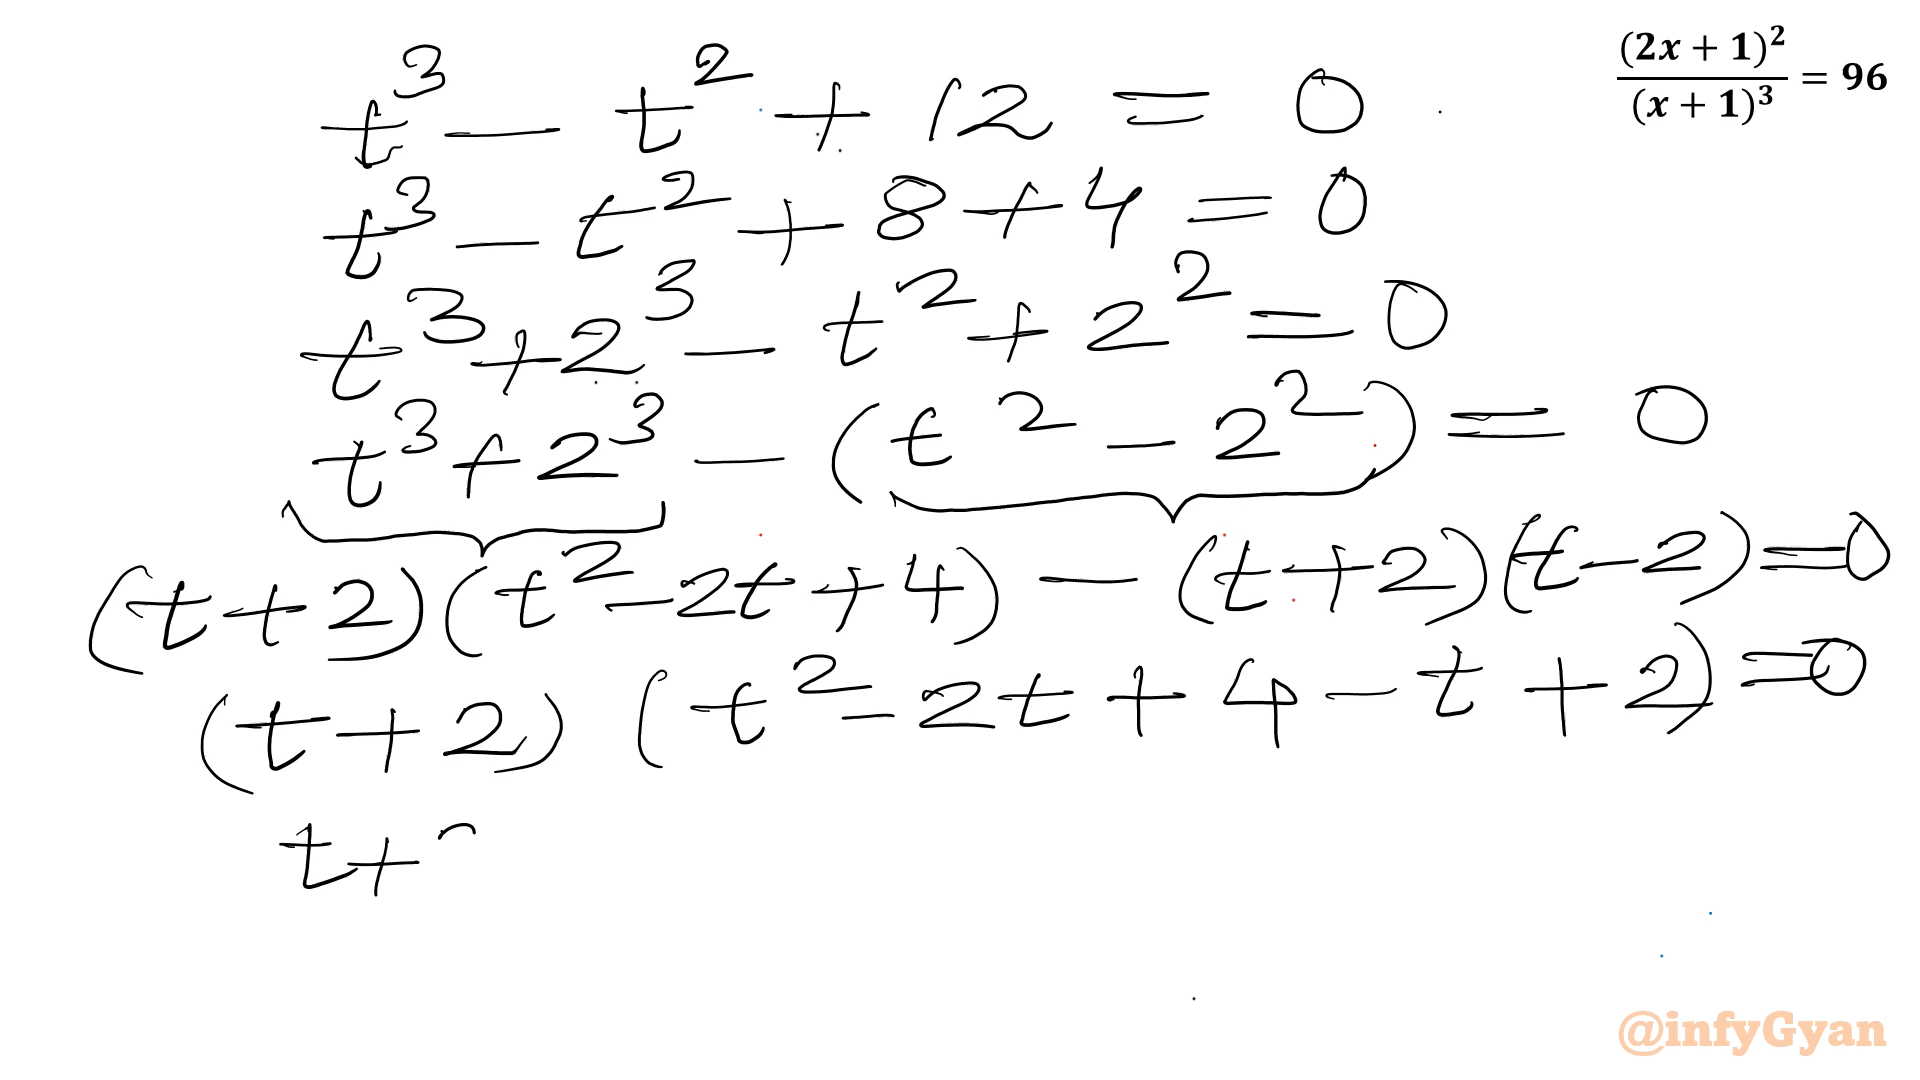 (2x + 1)² / (x + 1)³ = 96
t³ - t² + 12 = 0
t³ - t² + 8 + 4 = 0
t³ + 2³ - t² + 2² = 0
t³ + 2³ - (t² - 2²) = 0
(t + 2)(t² - 2t + 4) - (t + 2)(t - 2) = 0
(t + 2) (t² - 2t + 4 - t + 2) = 0
t +
@infyGyan